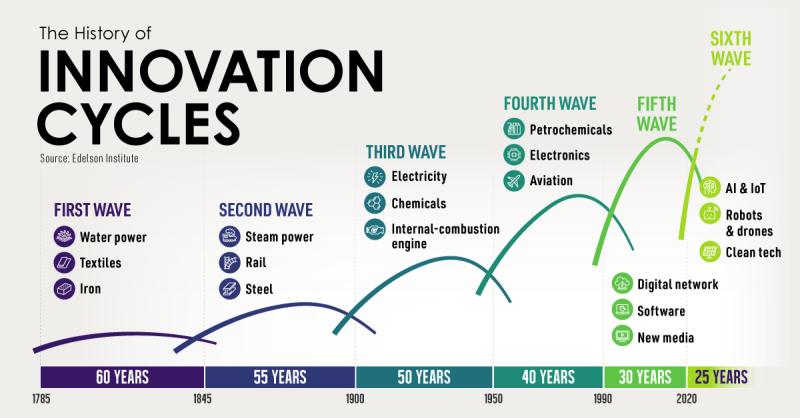 The History of
INNOVATION
CYCLES
Source: Edelson Institute
FIRST WAVE
Water power
Textiles
Iron
SECOND WAVE
Steam power
Rail
Steel
THIRD WAVE
Electricity
Chemicals
Internal-combustion
engine
FOURTH WAVE
Petrochemicals
Electronics
Aviation
FIFTH
WAVE
Digital network
Software
New media
SIXTH
WAVE
AI & IoT
Robots
& drones
Clean tech
60 YEARS
55 YEARS
50 YEARS
40 YEARS
30 YEARS
25 YEARS
1785
1845
1900
1950
1990
2020